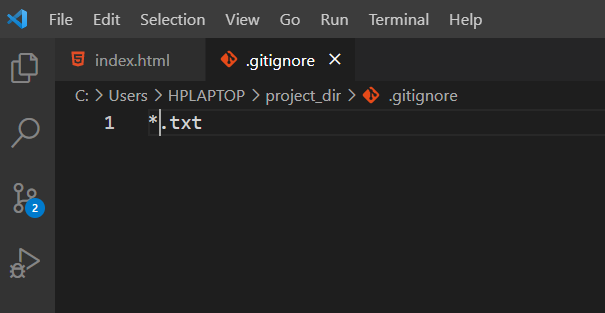 File Edit Selection View Go Run Terminal Help
index.html .gitignore
C: > Users > HPLAPTOP > project_dir > .gitignore
1 *.txt
2